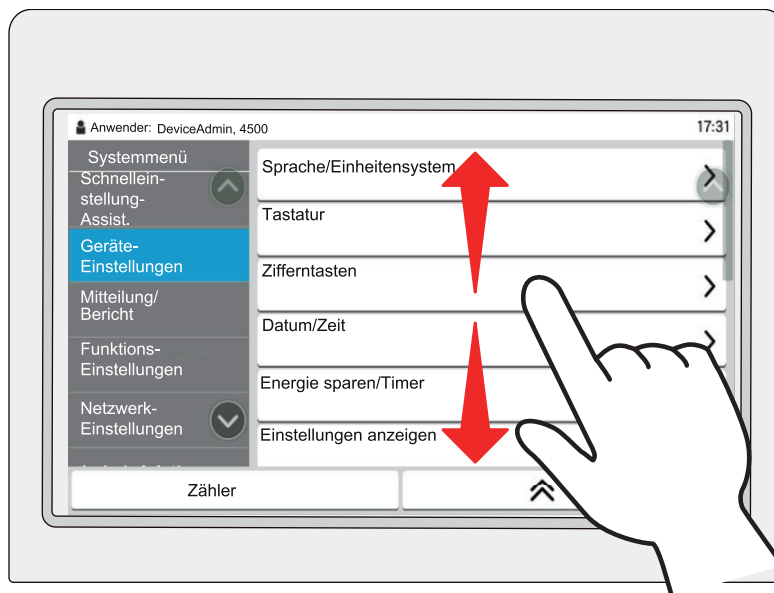 Anwender: DeviceAdmin, 4500
17:31
Systemmenü
Schnellein-
stellung-
Assist.
Geräte-
Einstellungen
Mitteilung/
Bericht
Funktions-
Einstellungen
Netzwerk-
Einstellungen
Sprache/Einheitensystem
Tastatur
Zifferntasten
Datum/Zeit
Energie sparen/Timer
Einstellungen anzeigen
Zähler